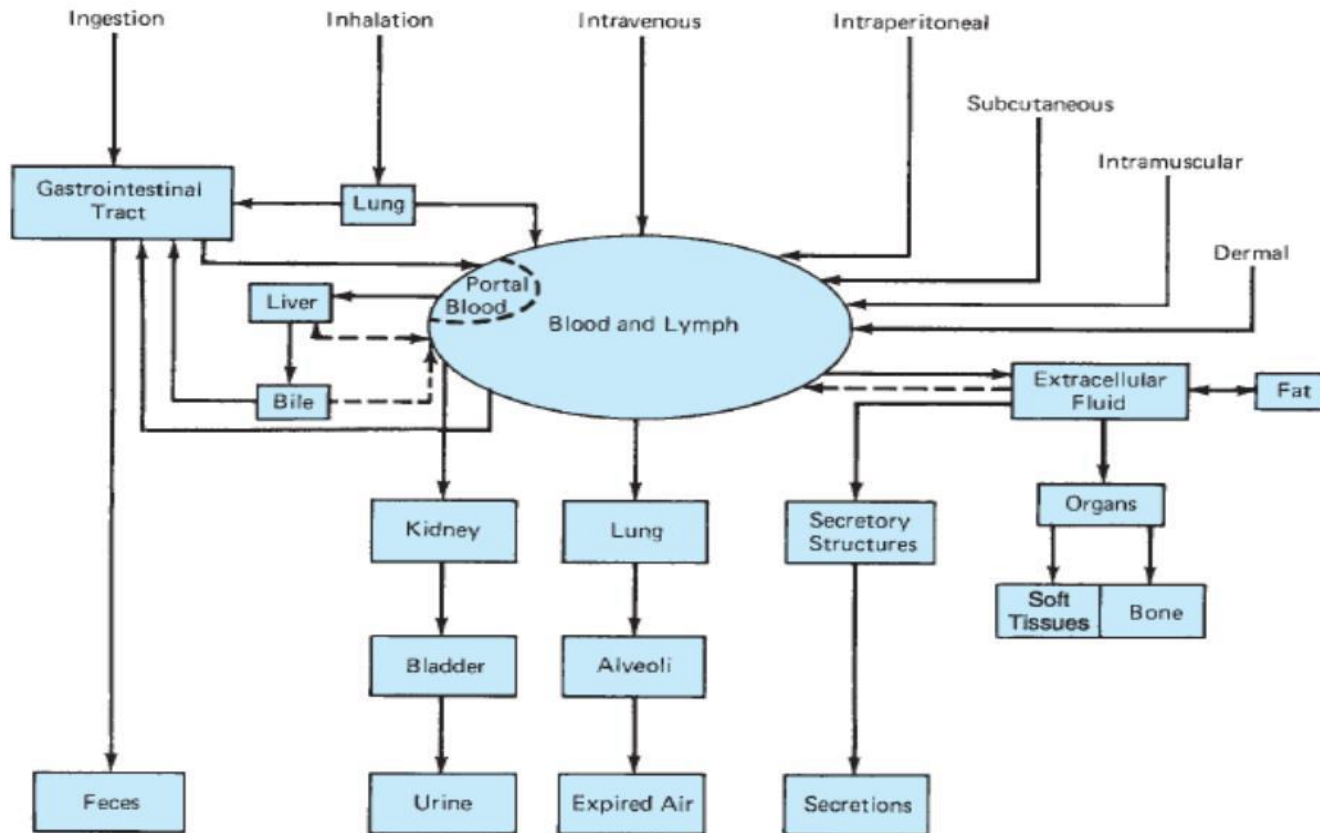 Ingestion
Inhalation
Intravenous
Intraperitoneal
Subcutaneous
Intramuscular
Dermal
Gastrointestinal
Tract
Lung
Portal
Blood
Liver
Blood and Lymph
Bile
Extracellular
Fluid
Fat
Kidney
Lung
Secretory
Structures
Organs
Soft
Tissues
Bone
Bladder
Alveoli
Feces
Urine
Expired Air
Secretions